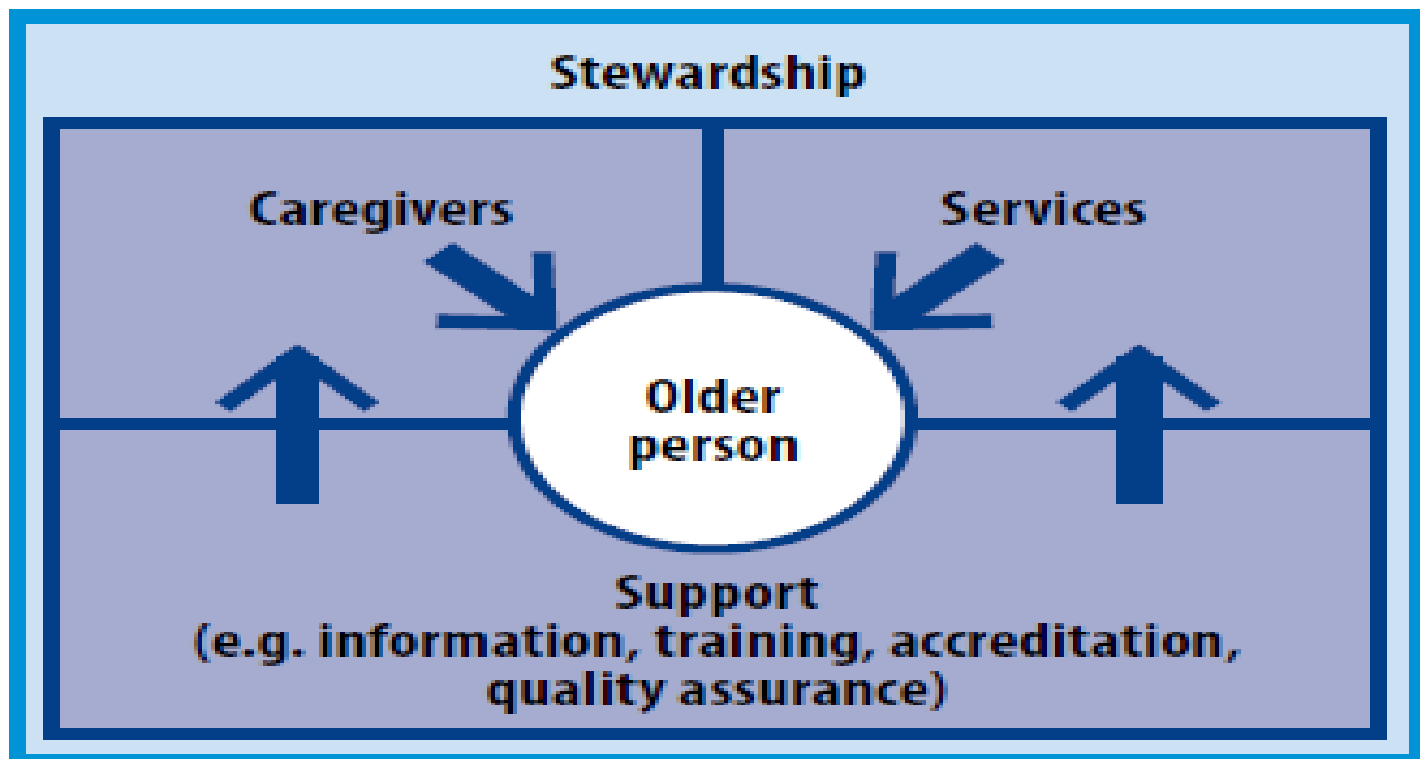 Stewardship
Caregivers
Services
Older
person
Support
(e.g. information, training, accreditation,
quality assurance)